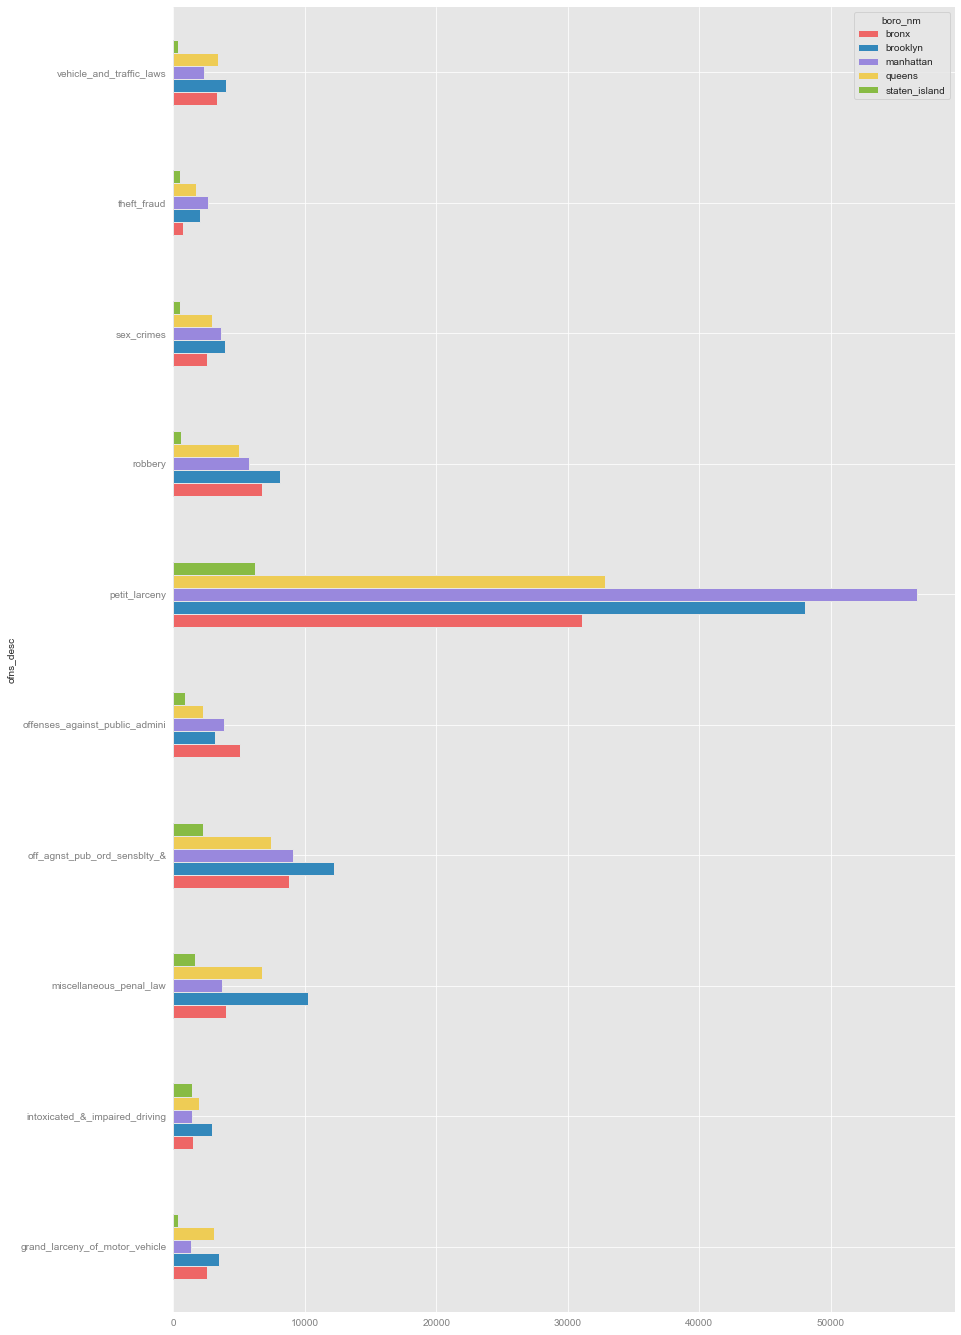 boro_nm
bronx
brooklyn
manhattan
queens
staten_island
vehicle_and_traffic_laws
theft_fraud
sex_crimes
robbery
petit_larceny
ofns_desc
offenses_against_public_admini
off_agnst_pub_ord_sensblty_&
miscellaneous_penal_law
intoxicated_&_impaired_driving
grand_larceny_of_motor_vehicle
0 10000 20000 30000 40000 50000